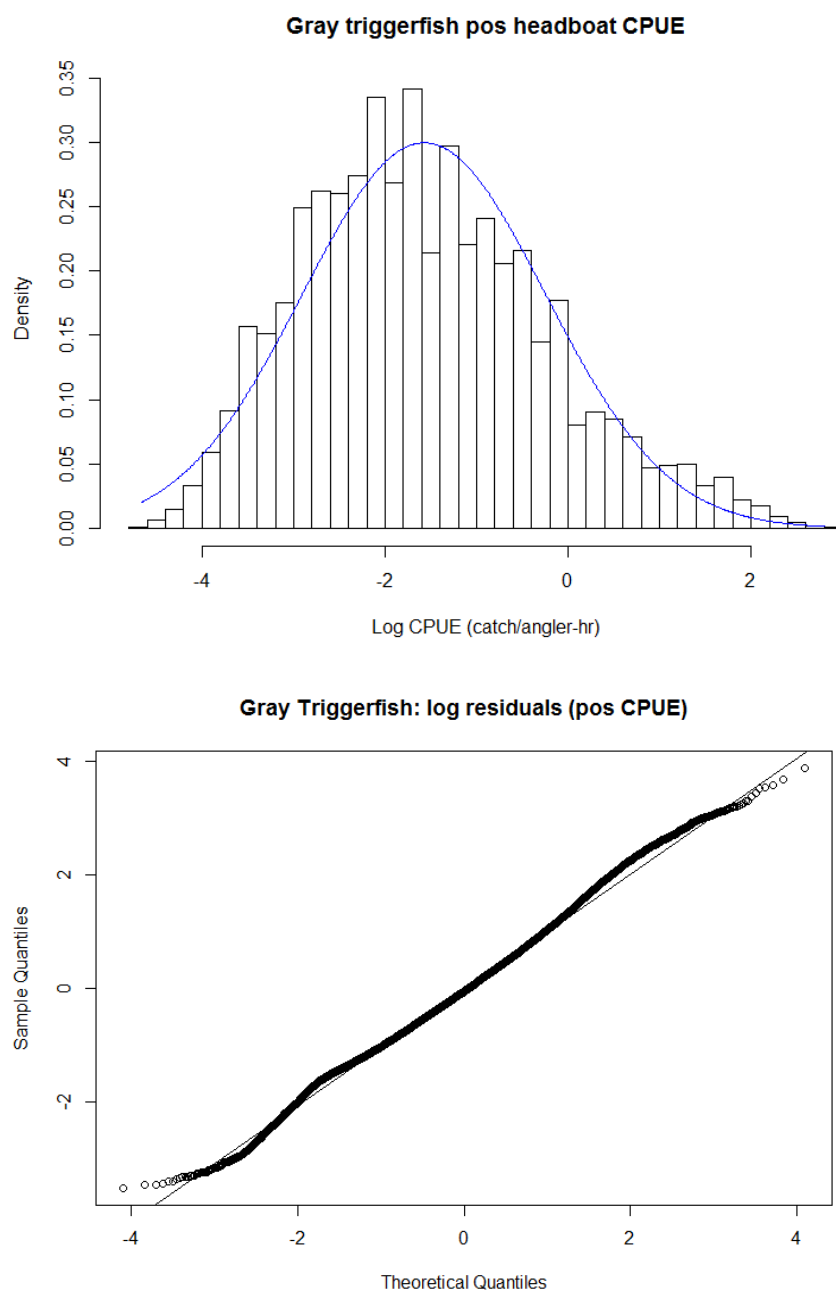 Gray triggerfish pos headboat CPUE
0.35
0.30
0.25
0.20
0.15
0.10
0.05
0.00
Density
-4 -2 0 2
Log CPUE (catch/angler-hr)
Gray Triggerfish: log residuals (pos CPUE)
4
2
0
-2
Sample Quantiles
-4 -2 0 2 4
Theoretical Quantiles